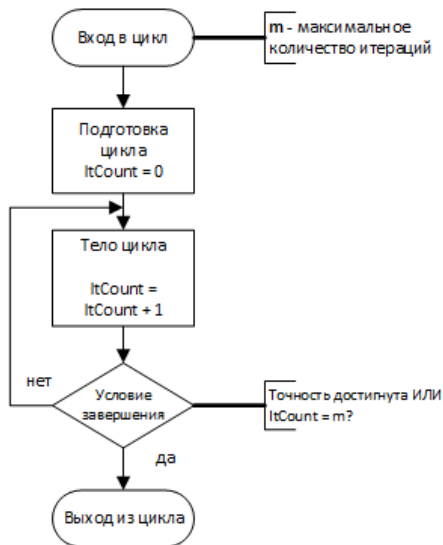 Вход в цикл
m - максимальное
количество итераций
Подготовка
цикла
ItCount = 0
Тело цикла
ItCount =
ItCount + 1
нет
Условие
завершения
Точность достигнута ИЛИ
ItCount = m?
да
Выход из цикла